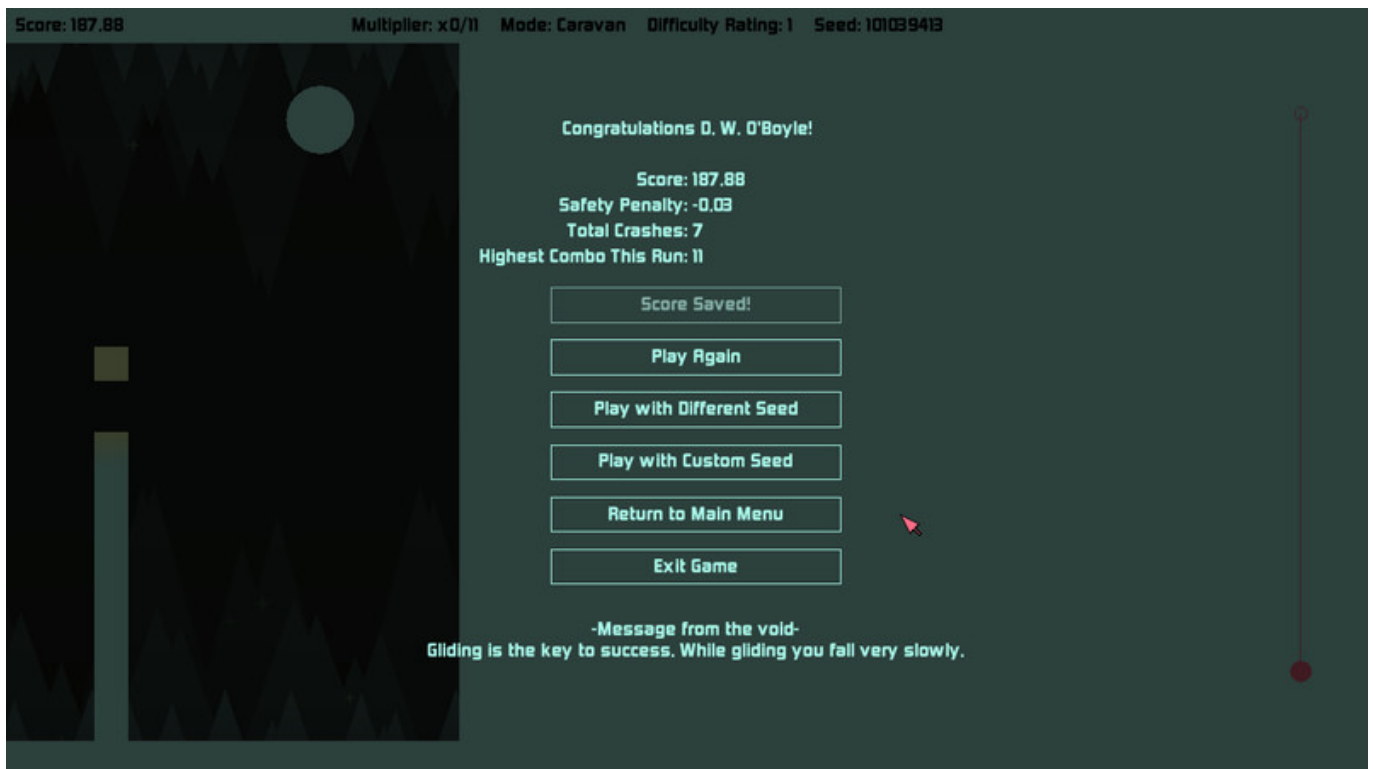 Score: 187.88 Multiplier: x0/11 Mode: Caravan Difficulty Rating: 1 Seed: 101039413
Congratulations D. W. O'Boyle!
Score: 187.88
Safety Penalty: -0.03
Total Crashes: 7
Highest Combo This Run: 11
Score Saved!
Play Again
Play with Different Seed
Play with Custom Seed
Return to Main Menu
Exit Game
-Message from the void-
Gliding is the key to success. While gliding you fall very slowly.